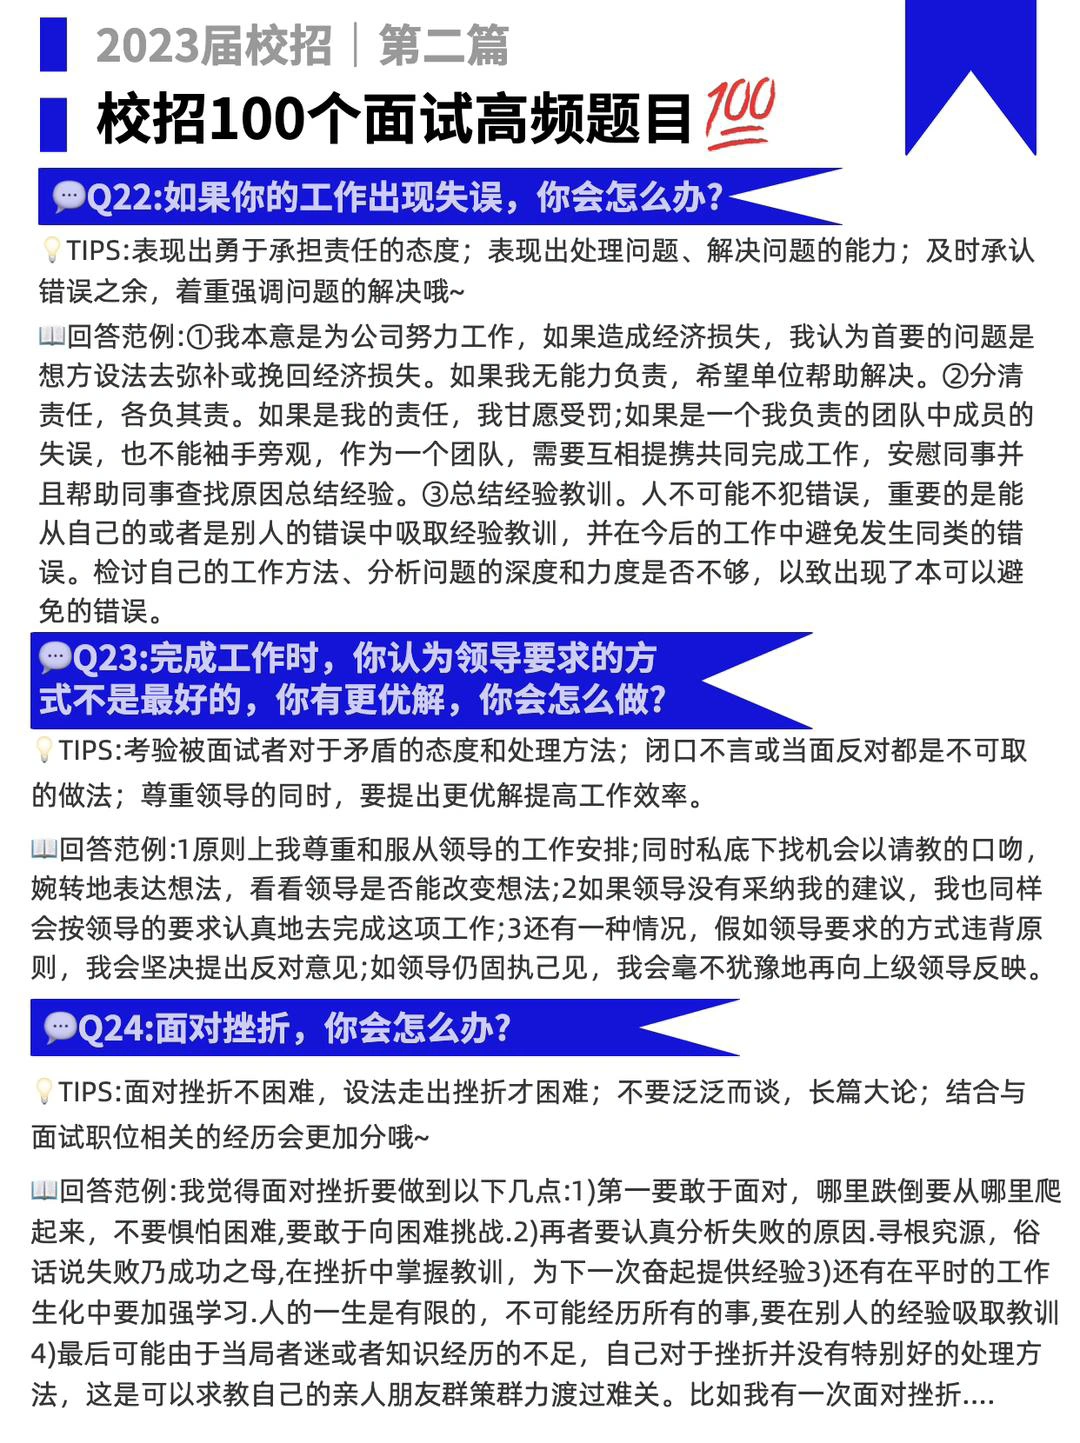 2023届校招｜第二篇
校招100个面试高频题目💯
💬Q22:如果你的工作出现失误，你会怎么办?
💡TIPS:表现出勇于承担责任的态度；表现出处理问题、解决问题的能力；及时承认
错误之余，着重强调问题的解决哦~
📖回答范例:①我本意是为公司努力工作，如果造成经济损失，我认为首要的问题是
想方设法去弥补或挽回经济损失。如果我无能力负责，希望单位帮助解决。②分清
责任，各负其责。如果是我的责任，我甘愿受罚;如果是一个我负责的团队中成员的
失误，也不能袖手旁观，作为一个团队，需要互相提携共同完成工作，安慰同事并
且帮助同事查找原因总结经验。③总结经验教训。人不可能不犯错误，重要的是能
从自己的或者是别人的错误中吸取经验教训，并在今后的工作中避免发生同类的错
误。检讨自己的工作方法、分析问题的深度和力度是否不够，以致出现了本可以避
免的错误。
💬Q23:完成工作时，你认为领导要求的方
式不是最好的，你有更优解，你会怎么做?
💡TIPS:考验被面试者对于矛盾的态度和处理方法；闭口不言或当面反对都是不可取
的做法；尊重领导的同时，要提出更优解提高工作效率。
📖回答范例:1原则上我尊重和服从领导的工作安排;同时私底下找机会以请教的口吻，
婉转地表达想法，看看领导是否能改变想法;2如果领导没有采纳我的建议，我也同样
会按领导的要求认真地去完成这项工作;3还有一种情况，假如领导要求的方式违背原
则，我会坚决提出反对意见;如领导仍固执己见，我会毫不犹豫地再向上级领导反映。
💬Q24:面对挫折，你会怎么办?
💡TIPS:面对挫折不困难，设法走出挫折才困难；不要泛泛而谈，长篇大论；结合与
面试职位相关的经历会更加分哦~
📖回答范例:我觉得面对挫折要做到以下几点:1)第一要敢于面对，哪里跌倒要从哪里爬
起来，不要惧怕困难,要敢于向困难挑战.2)再者要认真分析失败的原因.寻根究源，俗
话说失败乃成功之母,在挫折中掌握教训，为下一次奋起提供经验3)还有在平时的工作
生化中要加强学习.人的一生是有限的，不可能经历所有的事,要在别人的经验吸取教训
4)最后可能由于当局者迷或者知识经历的不足，自己对于挫折并没有特别好的处理方
法，这是可以求教自己的亲人朋友群策群力渡过难关。比如我有一次面对挫折....